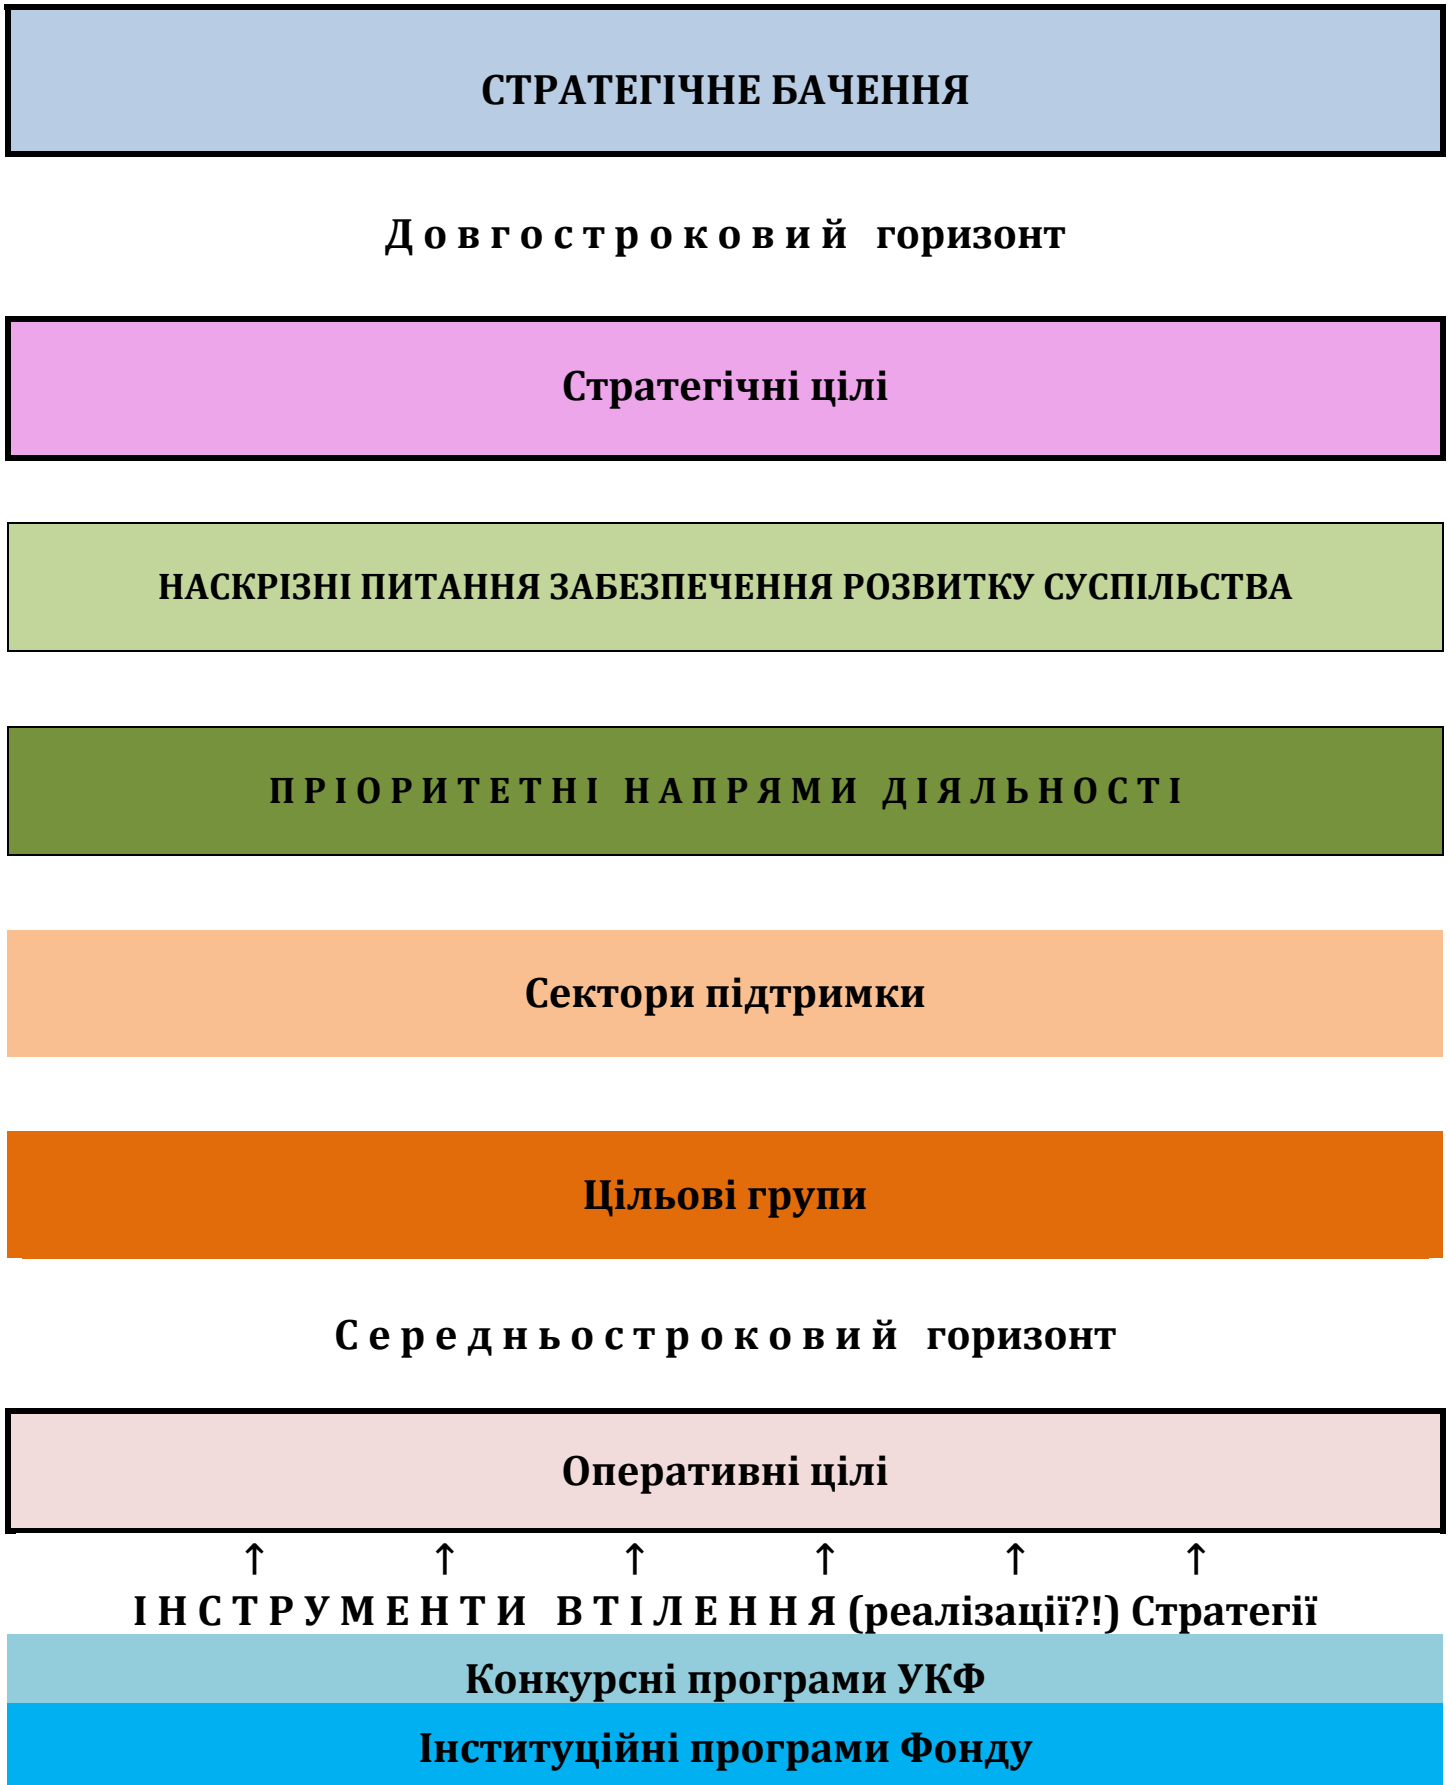 СТРАТЕГІЧНЕ БАЧЕННЯ
Довгостроковий горизонт
Стратегічні цілі
НАСКРІЗНІ ПИТАННЯ ЗАБЕЗПЕЧЕННЯ РОЗВИТКУ СУСПІЛЬСТВА
ПРІОРИТЕТНІ НАПРЯМИ ДІЯЛЬНОСТІ
Сектори підтримки
Цільові групи
Середньостроковий горизонт
Оперативні цілі
↑ ↑ ↑ ↑ ↑ ↑
ІНСТРУМЕНТИ ВТІЛЕННЯ (реалізації?!) Стратегії
Конкурсні програми УКФ
Інституційні програми Фонду